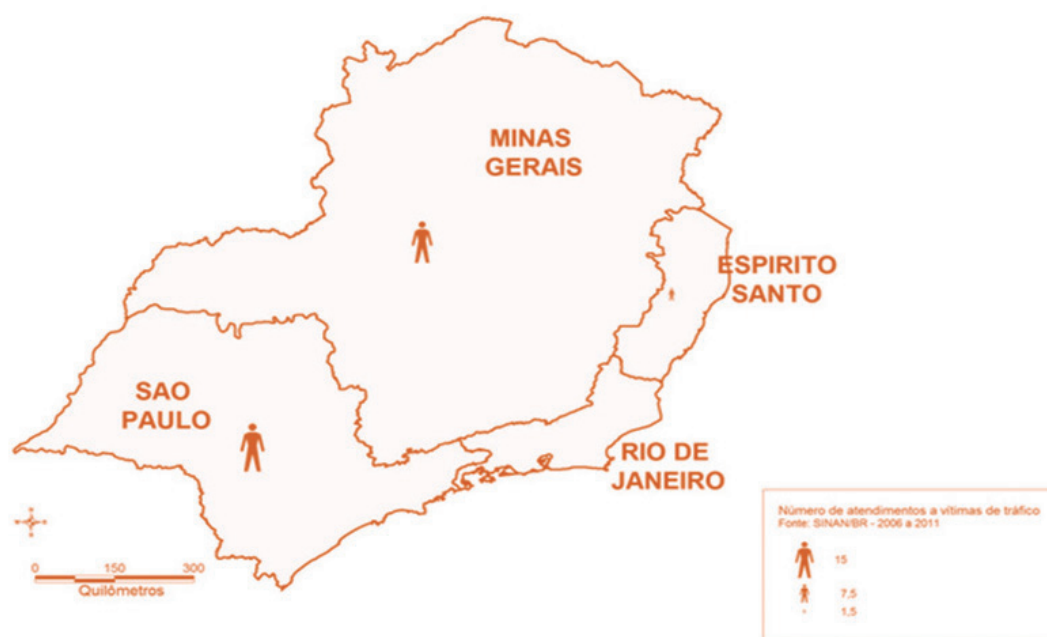 MINAS
GERAIS
ESPIRITO
SANTO
SAO
PAULO
RIO DE
JANEIRO
0 150 300
Quilômetros
Número de atendimentos a vítimas de tráfico
Fonte: SINAN/BR - 2006 a 2011
15
7,5
1,5